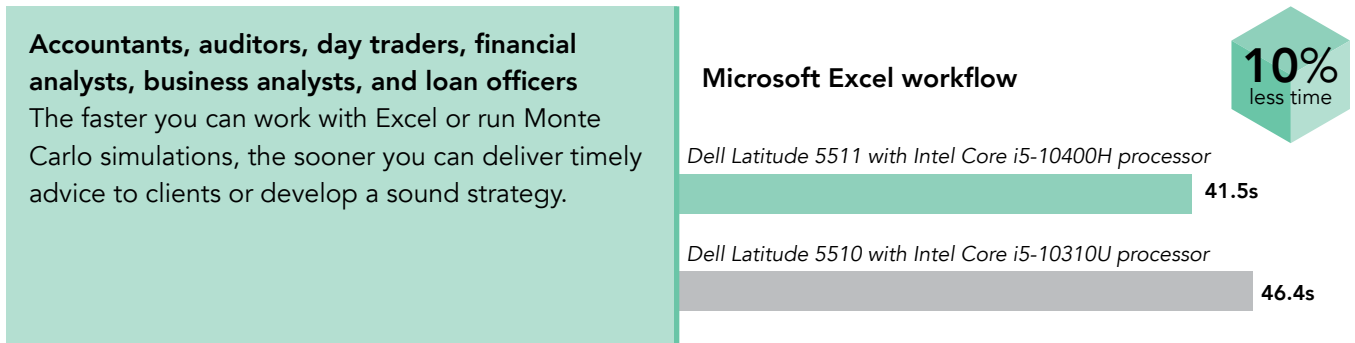 Accountants, auditors, day traders, financial
analysts, business analysts, and loan officers
The faster you can work with Excel or run Monte
Carlo simulations, the sooner you can deliver timely
advice to clients or develop a sound strategy.
Microsoft Excel workflow
10%
less time
Dell Latitude 5511 with Intel Core i5-10400H processor
41.5s
Dell Latitude 5510 with Intel Core i5-10310U processor
46.4s